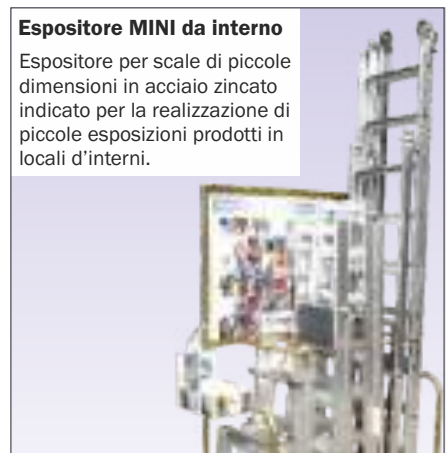 Espositore MINI da interno
Espositore per scale di piccole
dimensioni in acciaio zincato
indicato per la realizzazione di
piccole esposizioni prodotti in
locali d’interni.